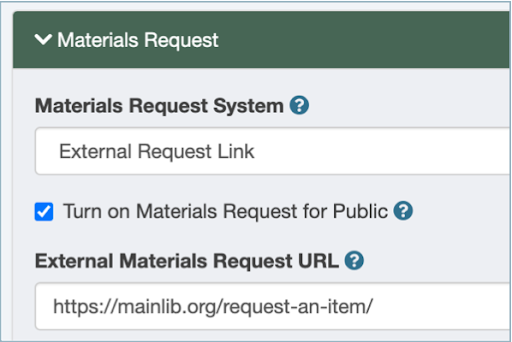 Materials Request
Materials Request System
External Request Link
Turn on Materials Request for Public
External Materials Request URL
https://mainlib.org/request-an-item/